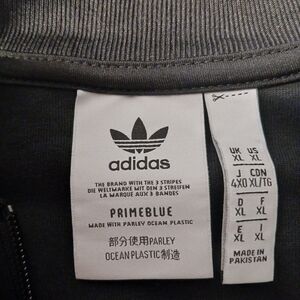 adidas
THE BRAND WITH THE 3 STRIPES
DIE WELTMARKE MIT DEN 3 STREIFEN
LA MARQUE AUX 3 BANDES
PRIMEBLUE
MADE WITH PARLEY OCEAN PLASTIC
部分使用PARLEY
OCEAN PLASTIC制造
UK US
XL XL
J CDN
4XO XL/TG
D F
XL XL
E I
XL XL
MADE IN
PAKISTAN